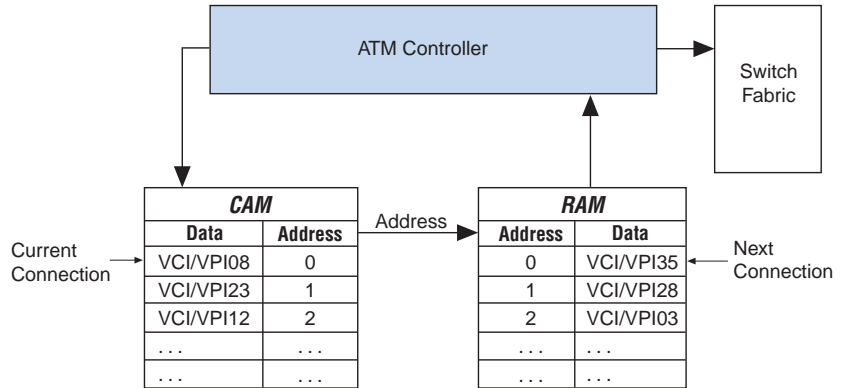 ATM Controller
Switch
Fabric
CAM
Data Address
VCI/VPI08 0
VCI/VPI23 1
VCI/VPI12 2
. . . . . .
. . . . . .
Address
RAM
Address Data
0 VCI/VPI35
1 VCI/VPI28
2 VCI/VPI03
. . . . . .
. . . . . .
Current
Connection
Next
Connection